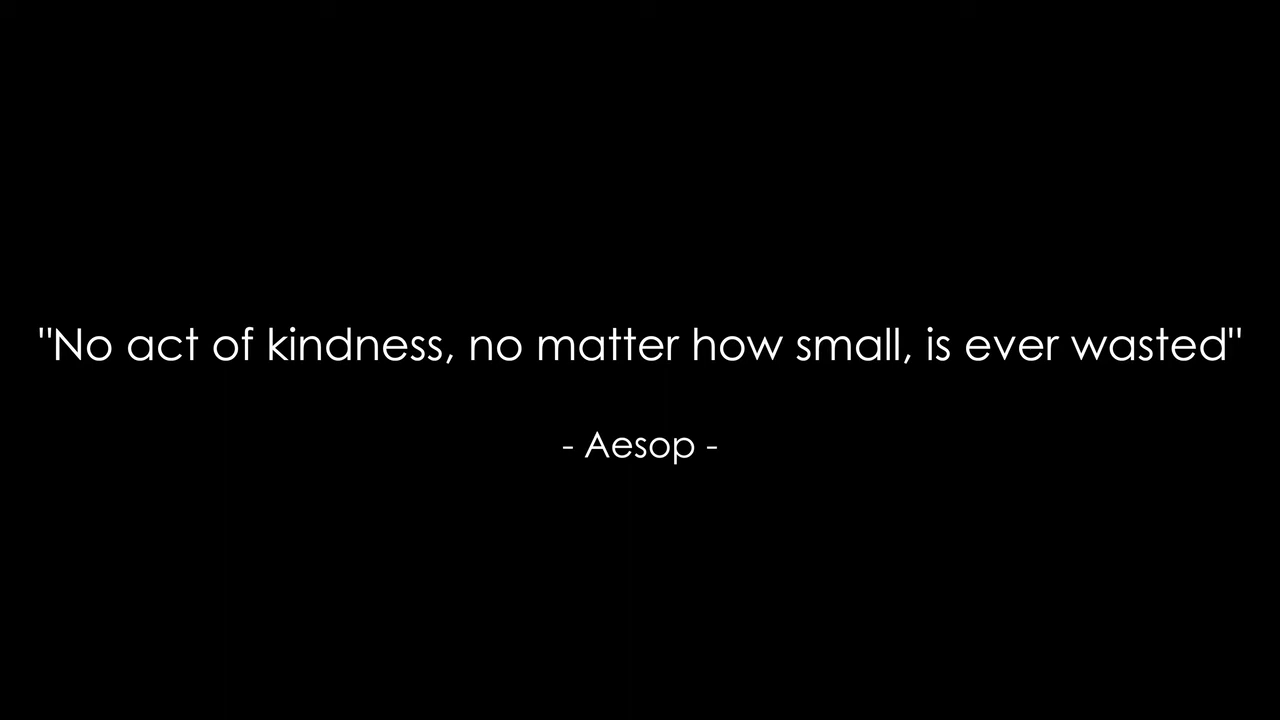 "No act of kindness, no matter how small, is ever wasted"
- Aesop -